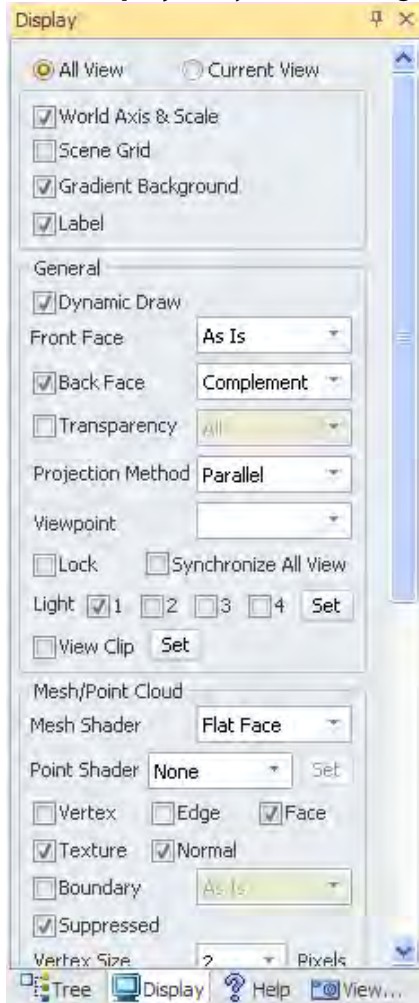 Display
All View Current View
World Axis & Scale
Scene Grid
Gradient Background
Label
General
Dynamic Draw
Front Face As Is
Back Face Complement
Transparency All
Projection Method Parallel
Viewpoint
Lock Synchronize All View
Light 1 2 3 4 Set
View Clip Set
Mesh/Point Cloud
Mesh Shader Flat Face
Point Shader None Set
Vertex Edge Face
Texture Normal
Boundary As Is
Suppressed
Vertex Size 2 Pixels
Tree Display Help View...